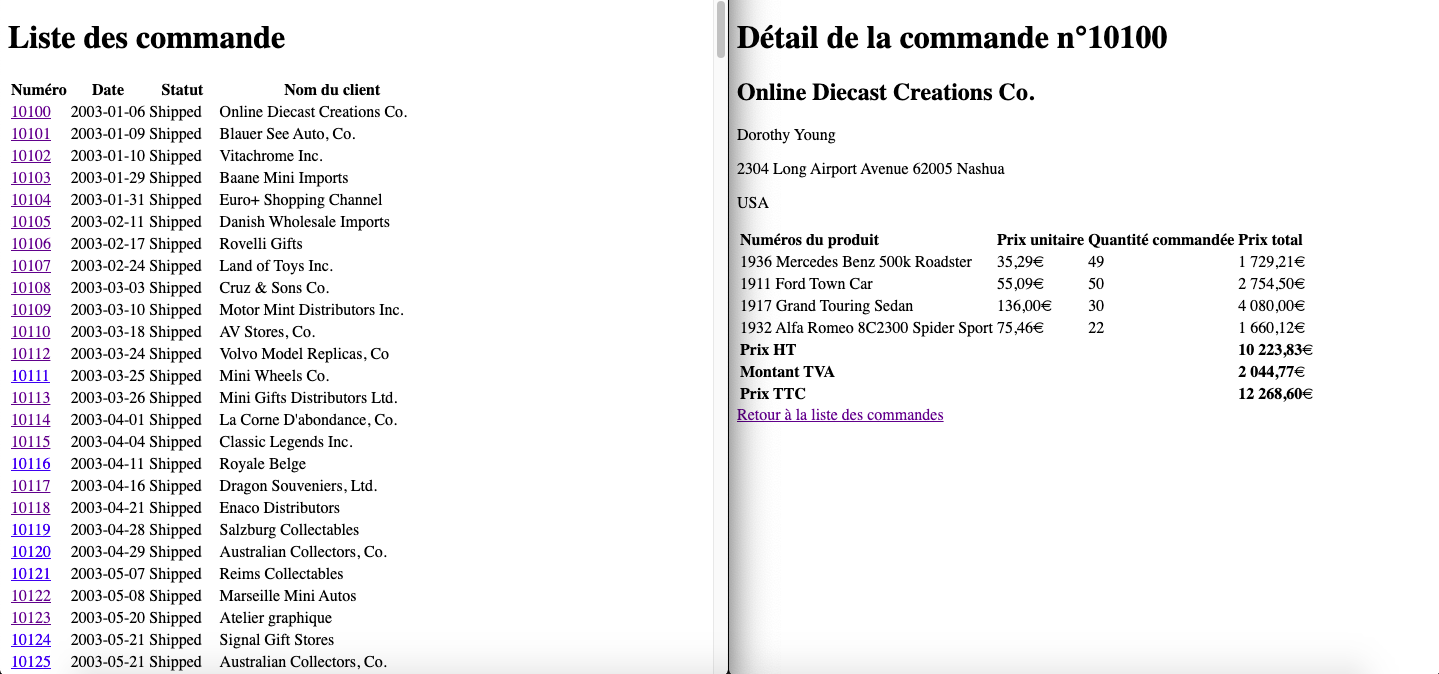 Liste des commande
Numéro Date Statut Nom du client
10100 2003-01-06 Shipped Online Diecast Creations Co.
10101 2003-01-09 Shipped Blauer See Auto, Co.
10102 2003-01-10 Shipped Vitachrome Inc.
10103 2003-01-29 Shipped Baane Mini Imports
10104 2003-01-31 Shipped Euro+ Shopping Channel
10105 2003-02-11 Shipped Danish Wholesale Imports
10106 2003-02-17 Shipped Rovelli Gifts
10107 2003-02-24 Shipped Land of Toys Inc.
10108 2003-03-03 Shipped Cruz & Sons Co.
10109 2003-03-10 Shipped Motor Mint Distributors Inc.
10110 2003-03-18 Shipped AV Stores, Co.
10112 2003-03-24 Shipped Volvo Model Replicas, Co
10111 2003-03-25 Shipped Mini Wheels Co.
10113 2003-03-26 Shipped Mini Gifts Distributors Ltd.
10114 2003-04-01 Shipped La Corne D'abondance, Co.
10115 2003-04-04 Shipped Classic Legends Inc.
10116 2003-04-11 Shipped Royale Belge
10117 2003-04-16 Shipped Dragon Souveniers, Ltd.
10118 2003-04-21 Shipped Enaco Distributors
10119 2003-04-28 Shipped Salzburg Collectables
10120 2003-04-29 Shipped Australian Collectors, Co.
10121 2003-05-07 Shipped Reims Collectables
10122 2003-05-08 Shipped Marseille Mini Autos
10123 2003-05-20 Shipped Atelier graphique
10124 2003-05-21 Shipped Signal Gift Stores
10125 2003-05-21 Shipped Australian Collectors, Co.
Détail de la commande n°10100
Online Diecast Creations Co.
Dorothy Young
2304 Long Airport Avenue 62005 Nashua
USA
Numéros du produit Prix unitaire Quantité commandée Prix total
1936 Mercedes Benz 500k Roadster 35,29€ 49 1 729,21€
1911 Ford Town Car 55,09€ 50 2 754,50€
1917 Grand Touring Sedan 136,00€ 30 4 080,00€
1932 Alfa Romeo 8C2300 Spider Sport 75,46€ 22 1 660,12€
Prix HT 10 223,83€
Montant TVA 2 044,77€
Prix TTC 12 268,60€
Retour à la liste des commandes